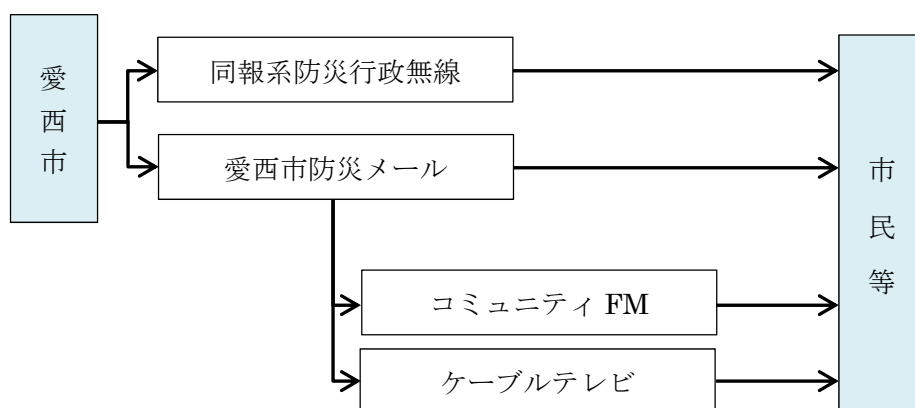 愛西市
同報系防災行政無線
愛西市防災メール
コミュニティ FM
ケーブルテレビ
市民等